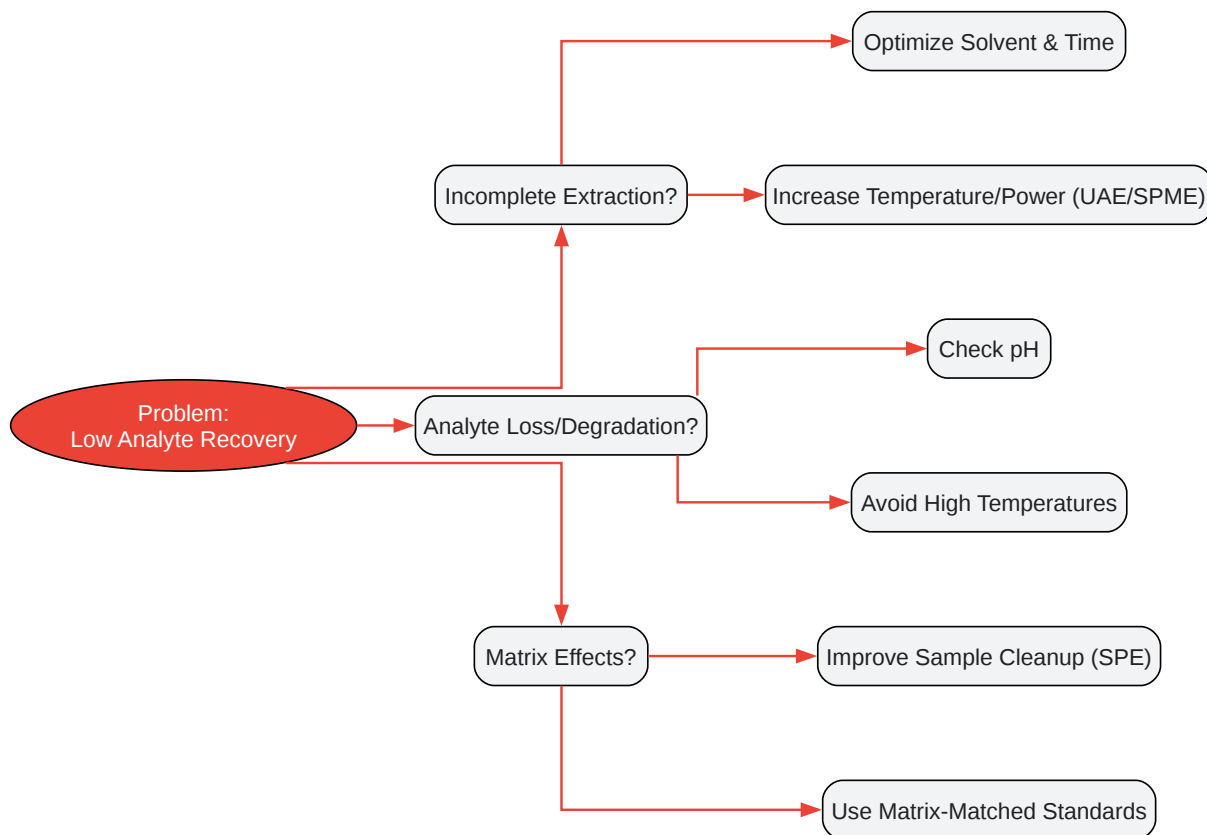 Optimize Solvent & Time
Incomplete Extraction?
Increase Temperature/Power (UAE/SPME)
Check pH
Problem:
Low Analyte Recovery
Analyte Loss/Degradation?
Avoid High Temperatures
Matrix Effects?
Improve Sample Cleanup (SPE)
Use Matrix-Matched Standards